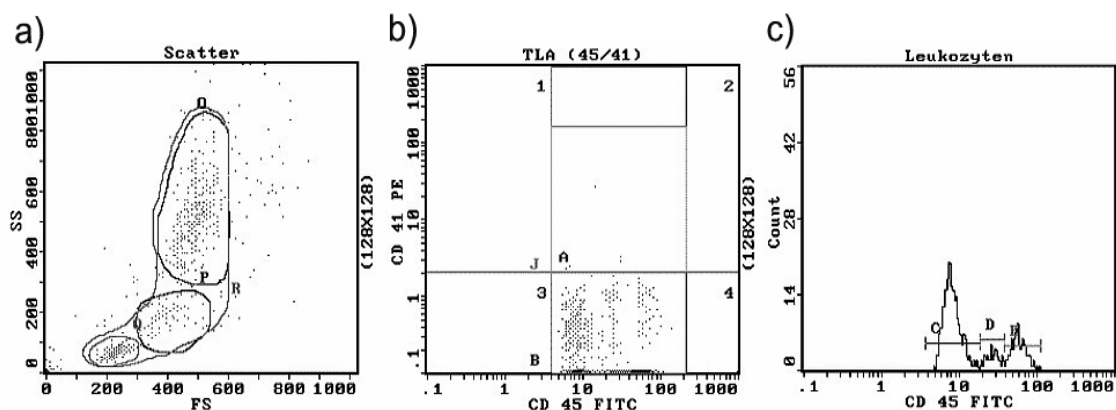 a)
Scatter
8001000
600
SS
400
200
0
Q
P
R
0 200 400 600 800 1000
FS
(128X128)
b)
TLA (45/41)
1000
100
CD 41 PE
10
1
.1
1
2
J
A
3
4
B
.1 1 10 100 1000
CD 45 FITC
(128X128)
c)
Leukozyten
56
42
28
Count
14
0
C
D
.1 1 10 100 1000
CD 45 FITC